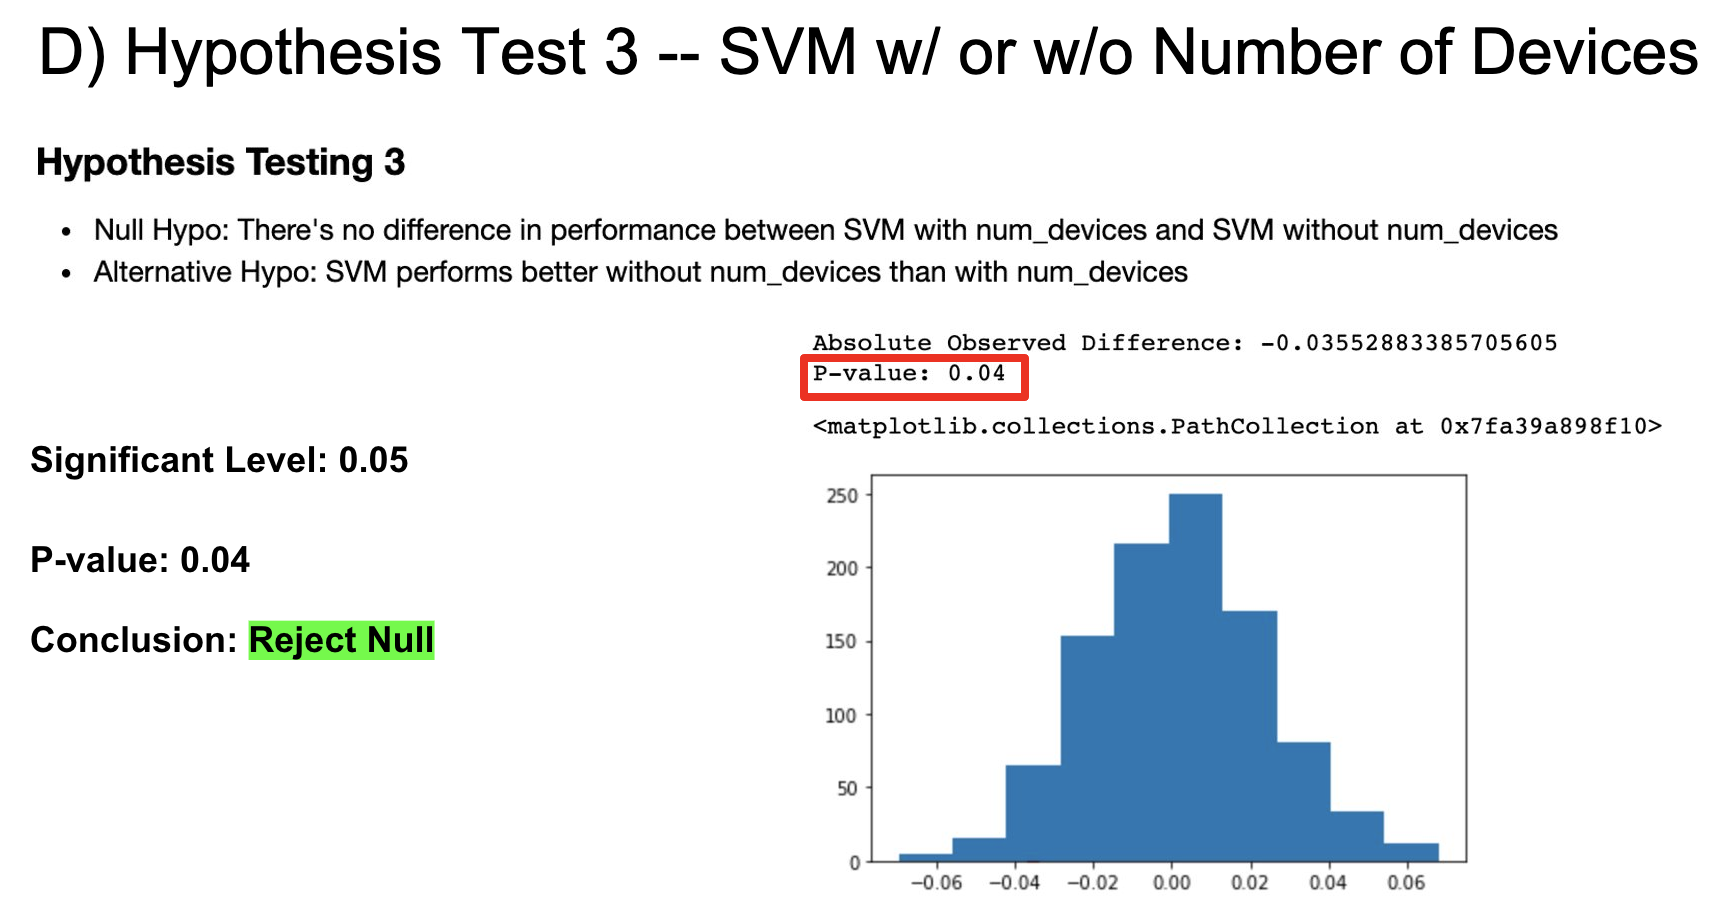 D) Hypothesis Test 3 -- SVM w/ or w/o Number of Devices
Hypothesis Testing 3
• Null Hypo: There's no difference in performance between SVM with num_devices and SVM without num_devices
• Alternative Hypo: SVM performs better without num_devices than with num_devices
Absolute Observed Difference: -0.03552883385705605
P-value: 0.04
<matplotlib.collections.PathCollection at 0x7fa39a898f10>
Significant Level: 0.05
P-value: 0.04
Conclusion: Reject Null
250
200
150
100
50
0
−0.06 −0.04 −0.02 0.00 0.02 0.04 0.06